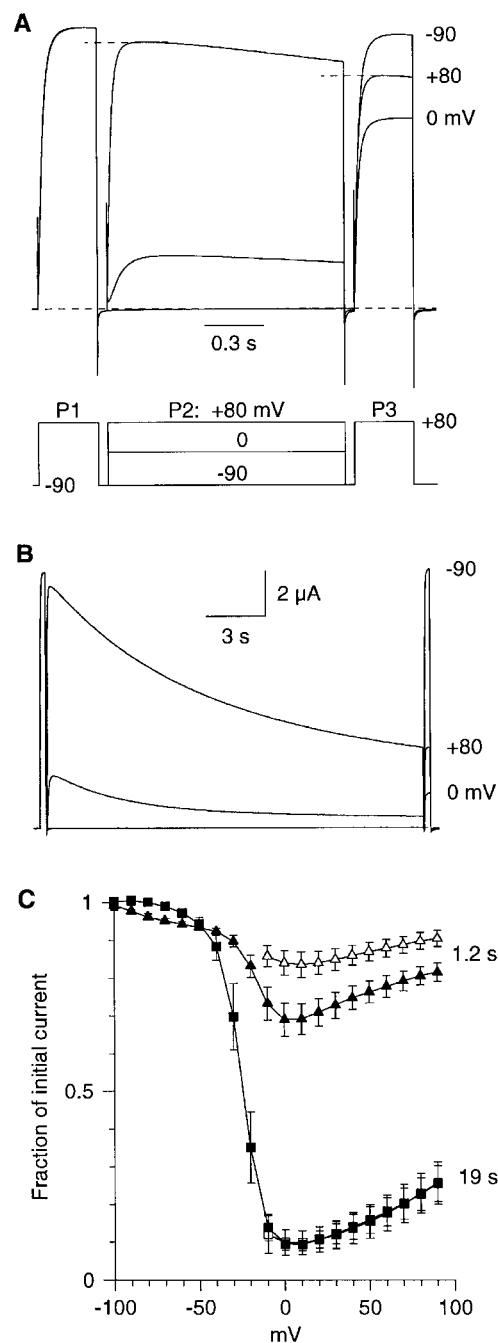 A
-90
+80
0 mV
0.3 s
P1
P2: +80 mV
P3
+80
0
-90
-90
B
-90
2 µA
3 s
+80
0 mV
C
1
1.2 s
Fraction of initial current
0.5
19 s
0
-100
-50
0
50
100
mV